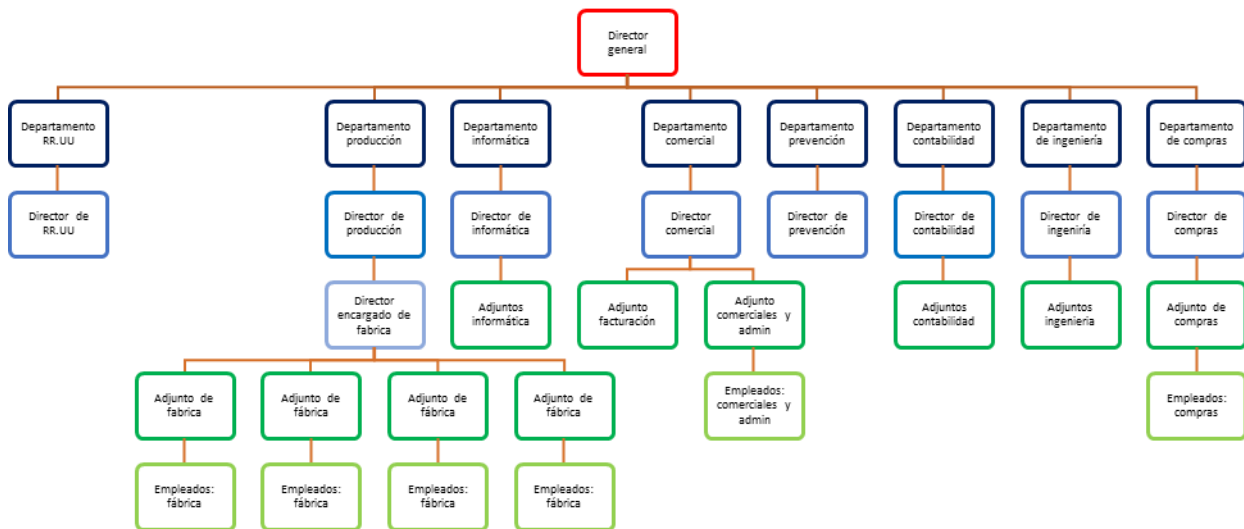 Director
general
Departamento
RR.UU
Departamento
producción
Departamento
informática
Departamento
comercial
Departamento
prevención
Departamento
contabilidad
Departamento
de ingeniería
Departamento
de compras
Director de
RR.UU
Director de
producción
Director de
informática
Director
comercial
Director de
prevención
Director de
contabilidad
Director de
ingeniría
Director de
compras
Director
encargado de
fabrica
Adjuntos
informática
Adjunto
facturación
Adjunto
comerciales y
admin
Adjuntos
contabilidad
Adjuntos
ingenieria
Adjunto de
compras
Adjunto de
fabrica
Adjunto de
fábrica
Adjunto de
fábrica
Adjunto de
fábrica
Empleados:
comerciales y
admin
Empleados:
compras
Empleados:
fábrica
Empleados:
fábrica
Empleados:
fábrica
Empleados:
fábrica